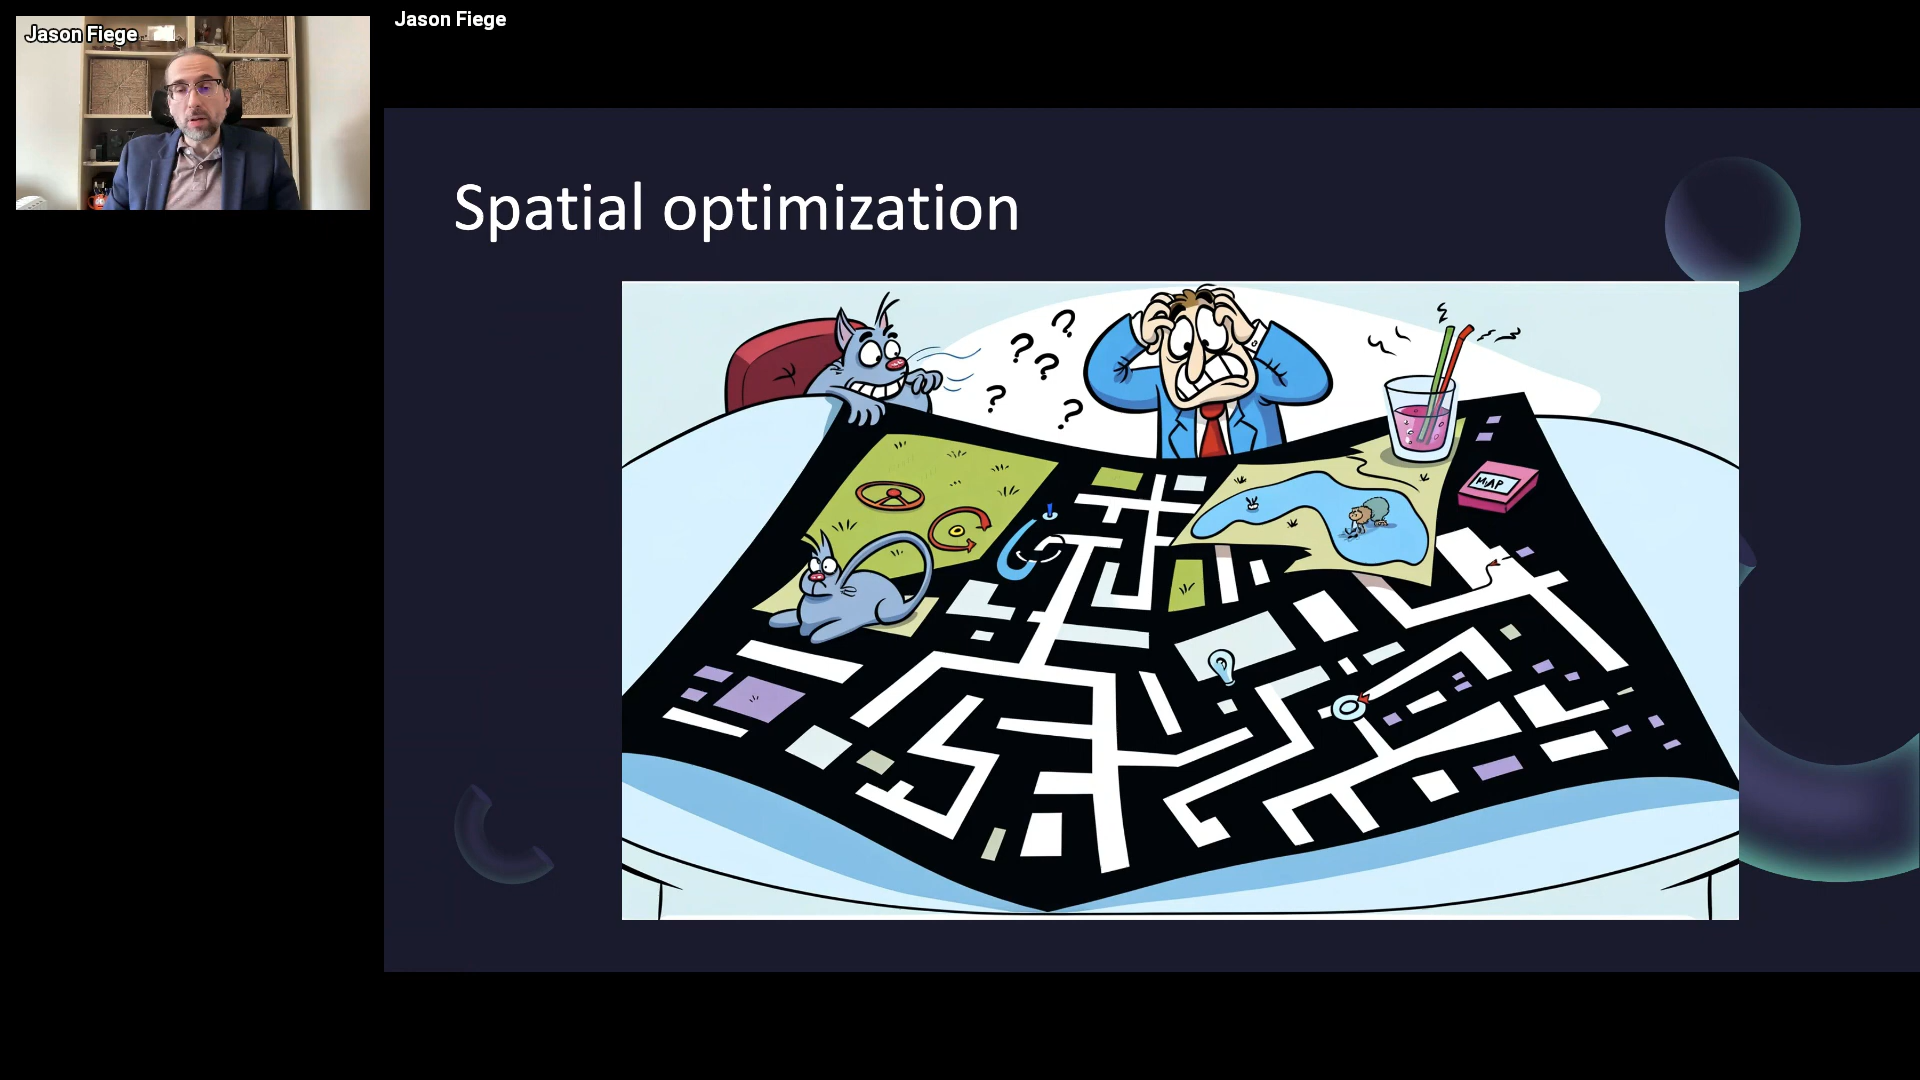 Jason Fiege
Jason Fiege
Spatial optimization
? ? ? ? ?
MAP